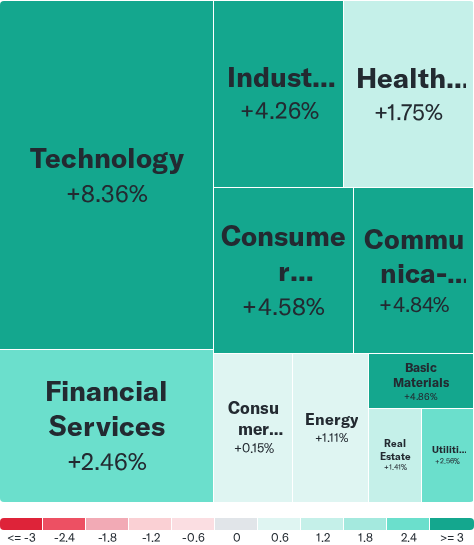 Technology
+8.36%
Indust...
+4.26%
Health...
+1.75%
Consume
r...
+4.58%
Commu
nica-...
+4.84%
Financial
Services
+2.46%
Consu
mer...
+0.15%
Energy
+1.11%
Basic
Materials
+4.86%
Real
Estate
+1.41%
Utiliti...
+2.56%
<= -3 -2.4 -1.8 -1.2 -0.6 0 0.6 1.2 1.8 2.4 >= 3